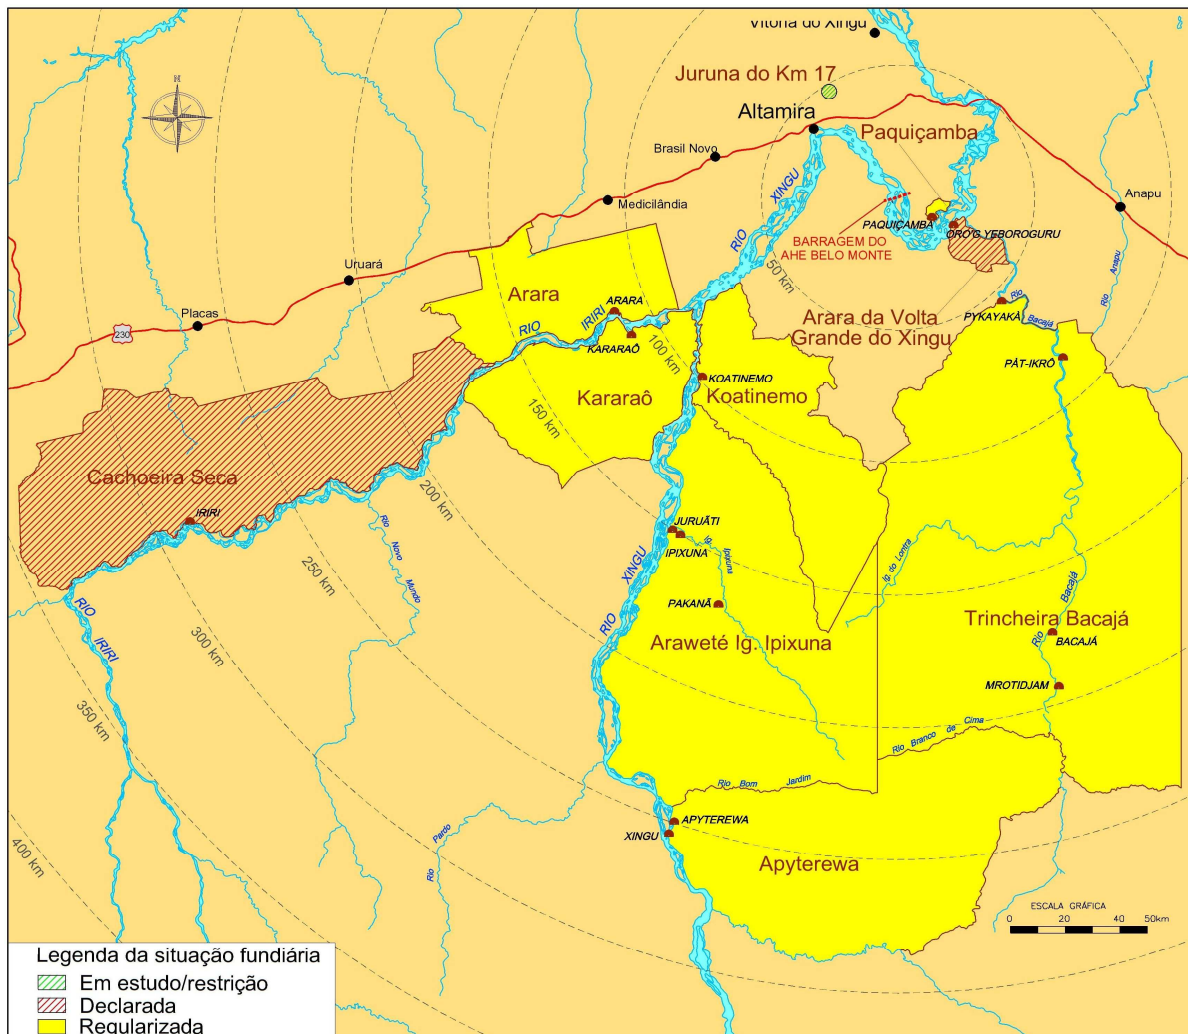 Vitória do Xingu
N
Juruna do Km 17
Altamira
Paquiçamba
Brasil Novo
RIO XINGU
Anapu
Medicilândia
PAQUIÇAMBA
ORÓ'G YEBOROGURU
BARRAGEM DO
AHE BELO MONTE
Uruará
50 km
Rio Anapu
Arara
ARARA
RIO IRIRI
PYKAYAKÁ
Rio Bacajá
Placas
230
KARARAÔ
100 km
Arara da Volta
Grande do Xingu
PÁT-IKRÔ
KOATINEMO
Kararaô
Koatinemo
150 km
Cachoeira Seca
200 km
IRIRI
JURUÃTI
IPIXUNA
Ig. Ipixuna
Rio Novo Mundo
RIO XINGU
Ig. do Lontra
250 km
PAKANÃ
Rio Bacajá
RIO IRIRI
Trincheira Bacajá
300 km
Araweté Ig. Ipixuna
BACAJÁ
MROTIDJAM
350 km
Rio Branco de Cima
Rio Bom Jardim
APYTEREWA
XINGU
Rio Pardo
400 km
Apyterewa
ESCALA GRÁFICA
0 20 40 50km
Legenda da situação fundiária
Em estudo/restrição
Declarada
Regularizada